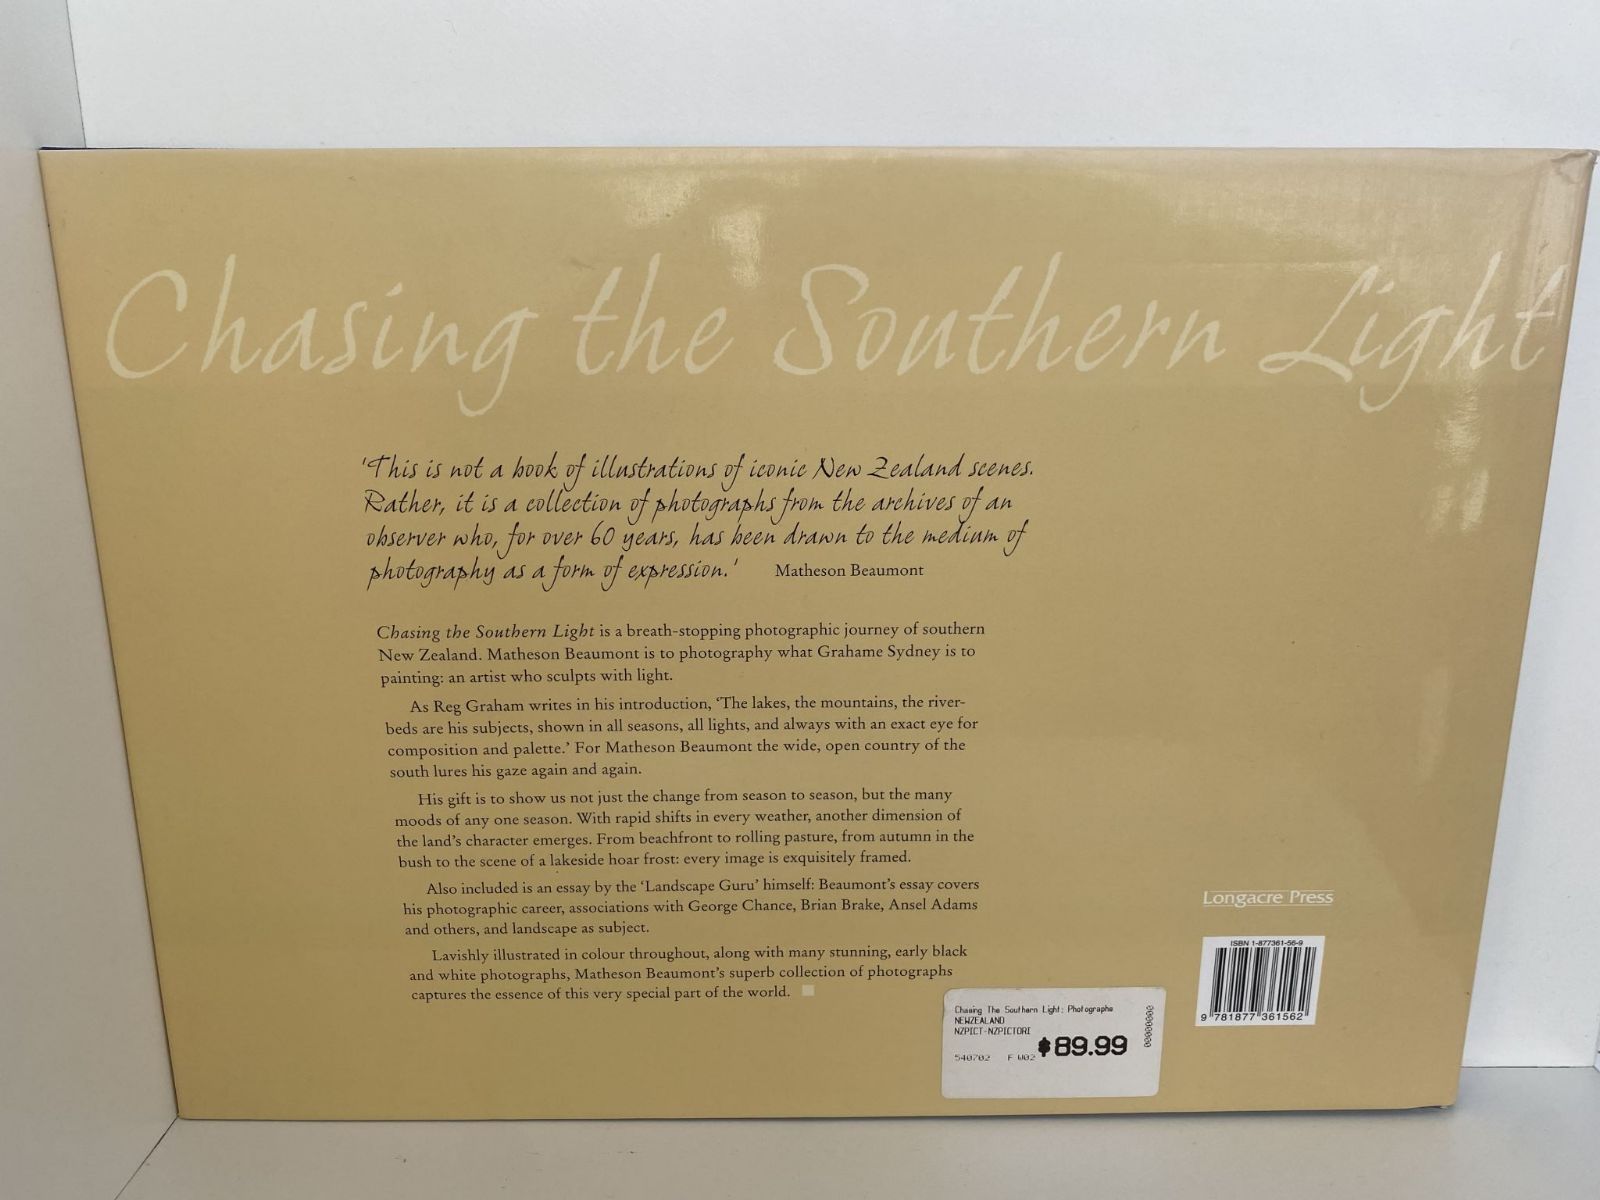 Chasing the Southern Light
'This is not a book of illustrations of iconic New Zealand scenes.
Rather, it is a collection of photographs from the archives of an
observer who, for over 60 years, has been drawn to the medium of
photography as a form of expression.' Matheson Beaumont
Chasing the Southern Light is a breath-stopping photographic journey of southern
New Zealand. Matheson Beaumont is to photography what Grahame Sydney is to
painting: an artist who sculpts with light.
As Reg Graham writes in his introduction, 'The lakes, the mountains, the river-
beds are his subjects, shown in all seasons, all lights, and always with an exact eye for
composition and palette.' For Matheson Beaumont the wide, open country of the
south lures his gaze again and again.
His gift is to show us not just the change from season to season, but the many
moods of any one season. With rapid shifts in every weather, another dimension of
the land's character emerges. From beachfront to rolling pasture, from autumn in the
bush to the scene of a lakeside hoar frost: every image is exquisitely framed.
Also included is an essay by the 'Landscape Guru' himself: Beaumont's essay covers
his photographic career, associations with George Chance, Brian Brake, Ansel Adams
and others, and landscape as subject.
Lavishly illustrated in colour throughout, along with many stunning, early black
and white photographs, Matheson Beaumont's superb collection of photographs
captures the essence of this very special part of the world.
Longacre Press
ISBN 1-877361-56-9
9 781877 361562
Chasing The Southern Light: Photographs
NEWZEALAND
NZPICT-NZPICTORI
$89.99
540702 F W02
00000000